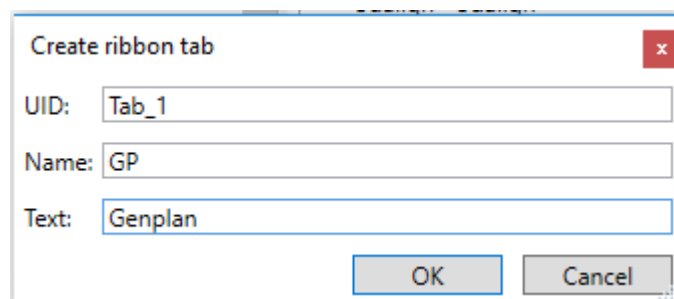 Create ribbon tab x
UID: Tab_1
Name: GP
Text: Genplan
OK Cancel